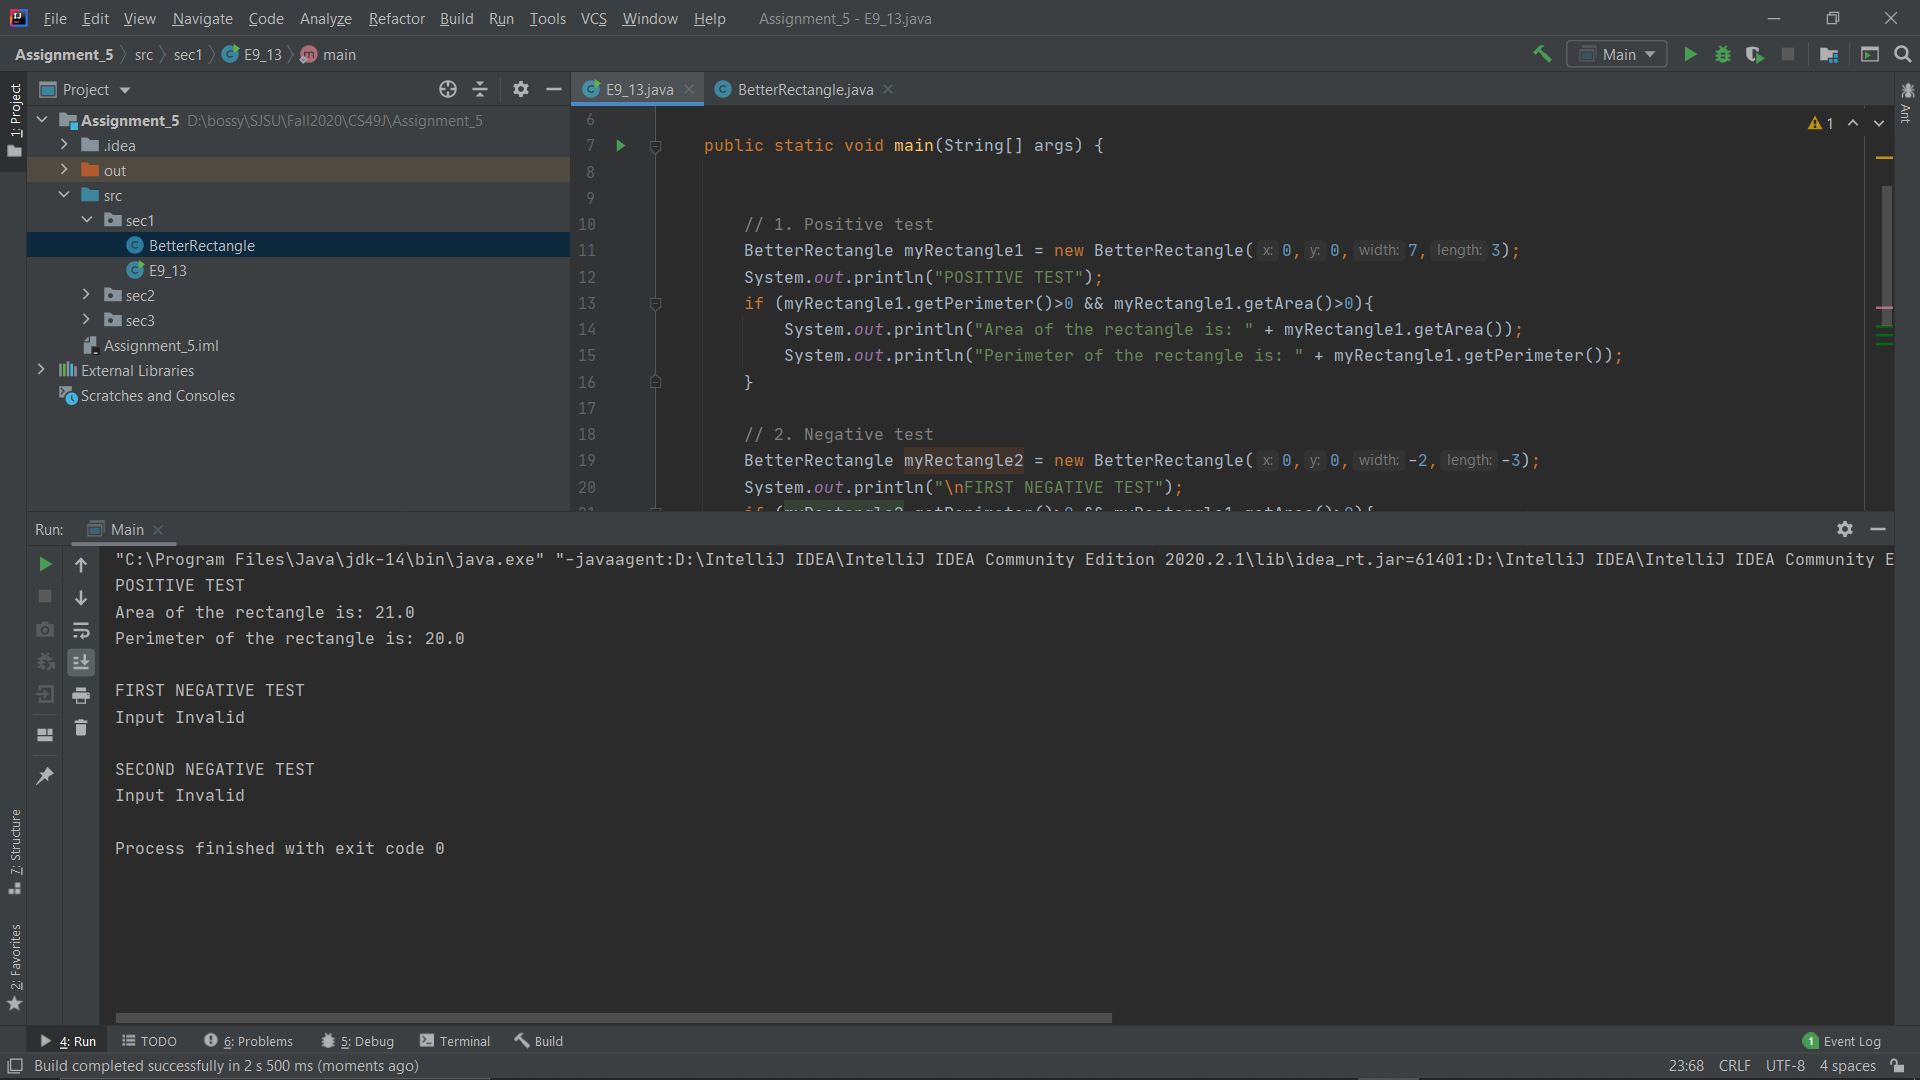 File Edit View Navigate Code Analyze Refactor Build Run Tools VCS Window Help Assignment_5 - E9_13.java
Assignment_5 src sec1 E9_13 main Main
1: Project
Project
E9_13.java BetterRectangle.java
Ant
Assignment_5 D:\bossy\SJSU\Fall2020\CS49J\Assignment_5
.idea
out
src
sec1
BetterRectangle
E9_13
sec2
sec3
Assignment_5.iml
External Libraries
Scratches and Consoles
1
6
7 public static void main(String[] args) {
8
9
10 // 1. Positive test
11 BetterRectangle myRectangle1 = new BetterRectangle( x: 0, y: 0, width: 7, length: 3);
12 System.out.println("POSITIVE TEST");
13 if (myRectangle1.getPerimeter()>0 && myRectangle1.getArea()>0){
14 System.out.println("Area of the rectangle is: " + myRectangle1.getArea());
15 System.out.println("Perimeter of the rectangle is: " + myRectangle1.getPerimeter());
16 }
17
18 // 2. Negative test
19 BetterRectangle myRectangle2 = new BetterRectangle( x: 0, y: 0, width: -2, length: -3);
20 System.out.println("\nFIRST NEGATIVE TEST");
Run: Main
"C:\Program Files\Java\jdk-14\bin\java.exe" "-javaagent:D:\IntelliJ IDEA\IntelliJ IDEA Community Edition 2020.2.1\lib\idea_rt.jar=61401:D:\IntelliJ IDEA\IntelliJ IDEA Community E
POSITIVE TEST
Area of the rectangle is: 21.0
Perimeter of the rectangle is: 20.0
FIRST NEGATIVE TEST
Input Invalid
SECOND NEGATIVE TEST
Input Invalid
Process finished with exit code 0
7: Structure
2: Favorites
4: Run TODO 6: Problems 5: Debug Terminal Build 1 Event Log
Build completed successfully in 2 s 500 ms (moments ago) 23:68 CRLF UTF-8 4 spaces